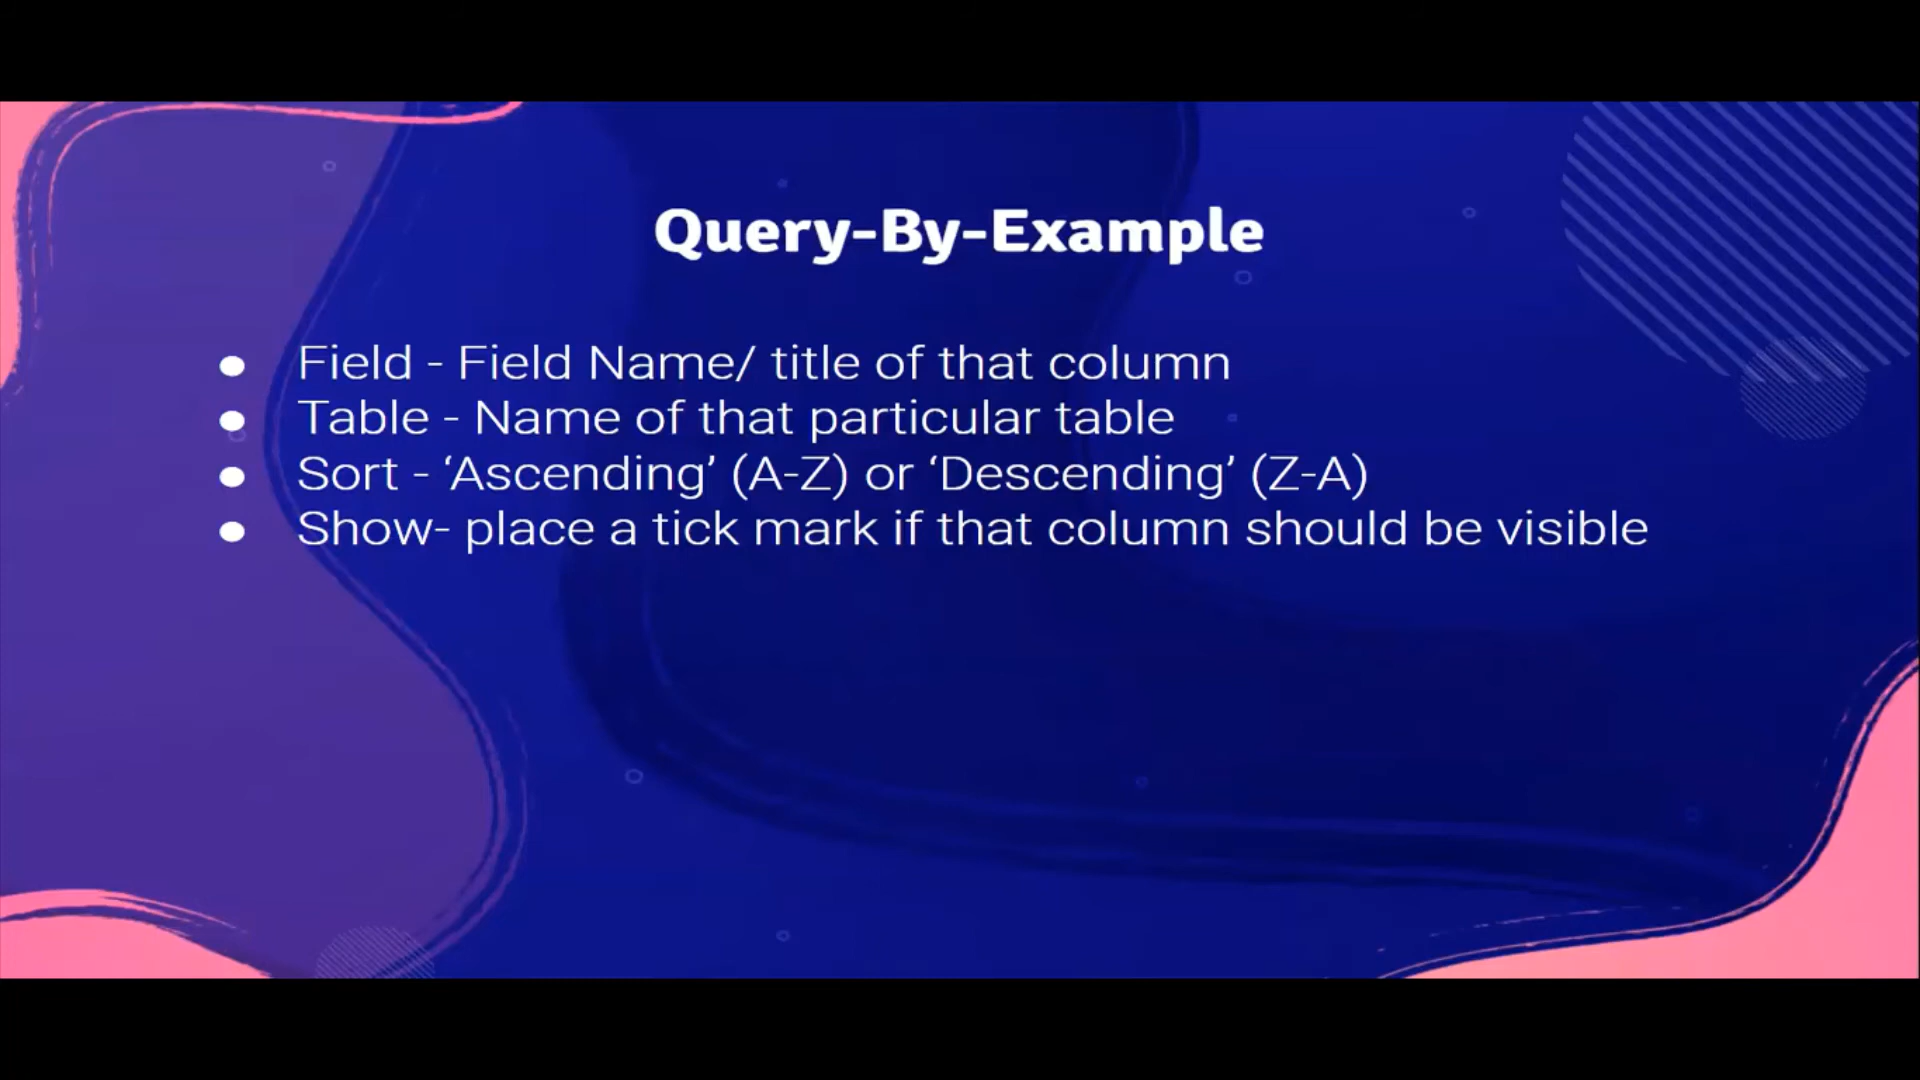 Query-By-Example
● Field - Field Name/ title of that column
● Table - Name of that particular table
● Sort - ‘Ascending’ (A-Z) or ‘Descending’ (Z-A)
● Show- place a tick mark if that column should be visible